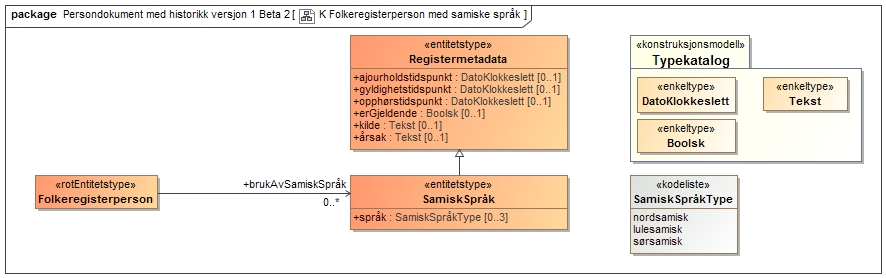 package Persondokument med historikk versjon 1 Beta 2 [ K Folkeregisterperson med samiske språk ]
«entitetstype»
Registermetadata
+ajourholdstidspunkt : DatoKlokkeslett [0..1]
+gyldighetstidspunkt : DatoKlokkeslett [0..1]
+opphørstidspunkt : DatoKlokkeslett [0..1]
+erGjeldende : Boolsk [0..1]
+kilde : Tekst [0..1]
+årsak : Tekst [0..1]
«konstruksjonsmodell»
Typekatalog
«enkeltype»
DatoKlokkeslett
«enkeltype»
Tekst
«enkeltype»
Boolsk
«rotEntitetstype»
Folkeregisterperson
+brukAvSamiskSpråk
0..*
«entitetstype»
SamiskSpråk
+språk : SamiskSpråkType [0..3]
«kodeliste»
SamiskSpråkType
nordsamisk
lulesamisk
sørsamisk